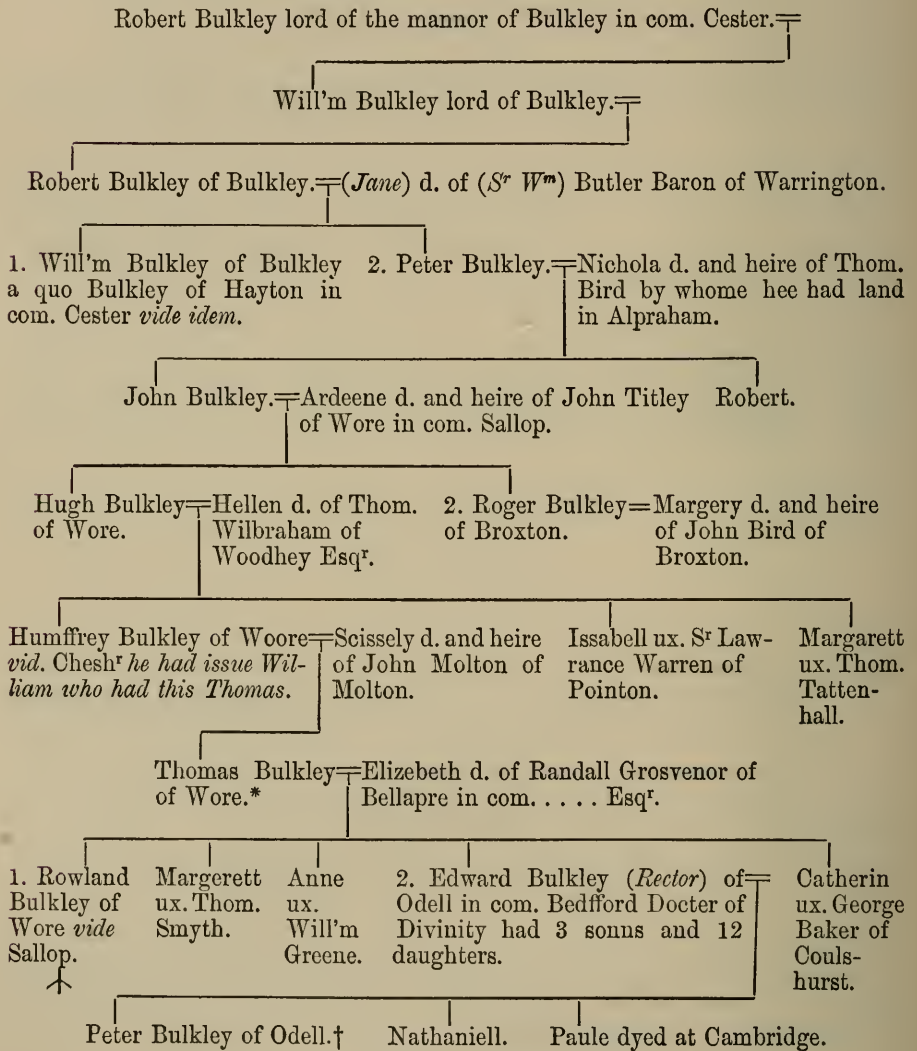 Robert Bulkley lord of the mannor of Bulkley in com. Cester.
Will'm Bulkley lord of Bulkley.
Robert Bulkley of Bulkley. (Jane) d. of (Sr Wm) Butler Baron of Warrington.
1. Will'm Bulkley of Bulkley
a quo Bulkley of Hayton in
com. Cester vide idem.
2. Peter Bulkley.
Nichola d. and heire of Thom.
Bird by whome hee had land
in Alpraham.
John Bulkley.
Ardeene d. and heire of John Titley
of Wore in com. Sallop.
Robert.
Hugh Bulkley
of Wore.
Hellen d. of Thom.
Wilbraham of
Woodhey Esqr.
2. Roger Bulkley
of Broxton.
Margery d. and heire
of John Bird of
Broxton.
Humffrey Bulkley of Woore
vid. Cheshr he had issue Wil-
liam who had this Thomas.
Scissely d. and heire
of John Molton of
Molton.
Issabell ux. Sr Law-
rance Warren of
Pointon.
Margarett
ux. Thom.
Tatten-
hall.
Thomas Bulkley
of Wore.*
Elizebeth d. of Randall Grosvenor of
Bellapre in com. . . . . . Esqr.
1. Rowland
Bulkley of
Wore vide
Sallop.
Margerett
ux. Thom.
Smyth.
Anne
ux.
Will'm
Greene.
2. Edward Bulkley (Rector) of
Odell in com. Bedfford Docter of
Divinity had 3 sonns and 12
daughters.
Catherin
ux. George
Baker of
Couls-
hurst.
Peter Bulkley of Odell.†
Nathaniell.
Paule dyed at Cambridge.